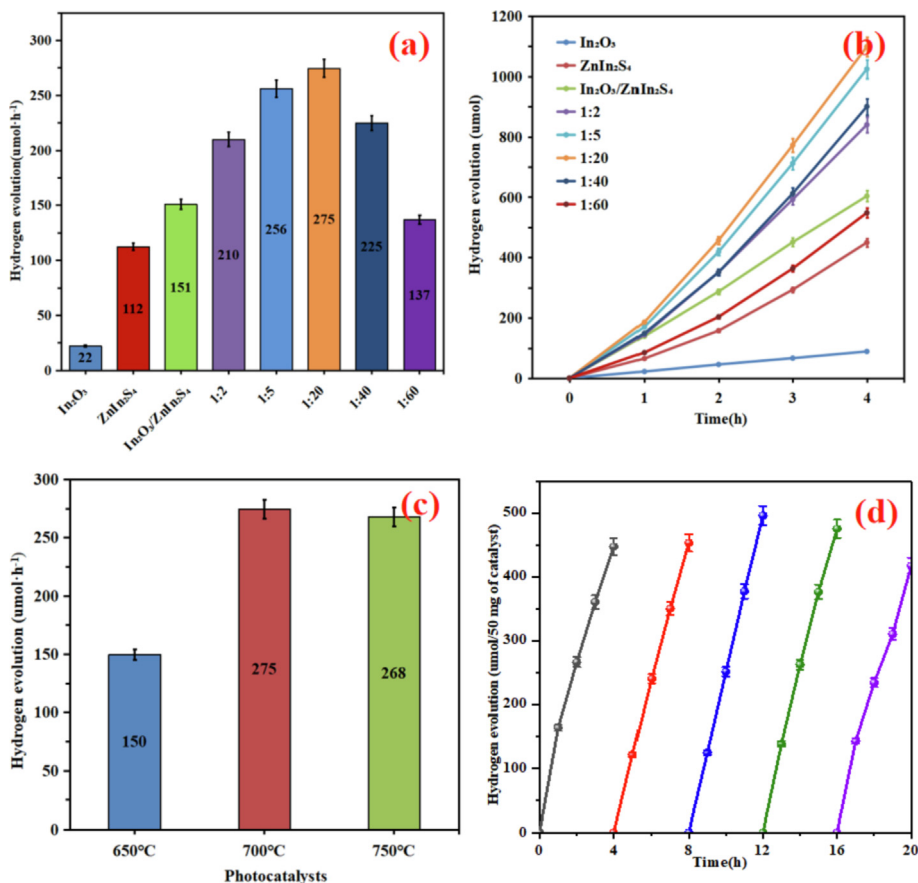 (a)
Hydrogen evolution(umol·h⁻¹)
300
250
200
150
100
50
0
22
112
151
210
256
275
225
137
In₂O₃
ZnIn₂S₄
In₂O₃/ZnIn₂S₄
1:2
1:5
1:20
1:40
1:60
(b)
Hydrogen evolution (umol)
1200
1000
800
600
400
200
0
In₂O₃
ZnIn₂S₄
In₂O₃/ZnIn₂S₄
1:2
1:5
1:20
1:40
1:60
0 1 2 3 4
Time(h)
(c)
Hydrogen evolution (umol·h⁻¹)
300
250
200
150
100
50
0
150
275
268
650℃ 700℃ 750℃
Photocatalysts
(d)
Hydrogen evolution (umol/50 mg of catalyst)
500
400
300
200
100
0
0 4 8 12 16 20
Time(h)